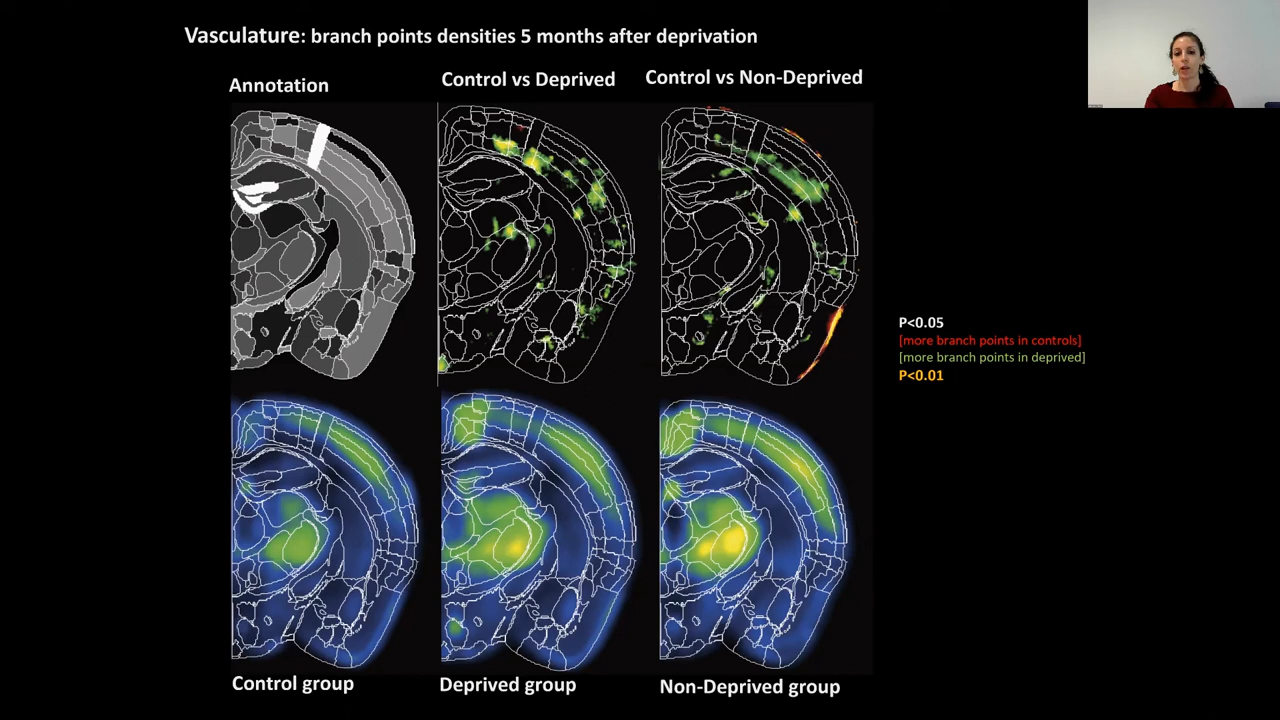 Vasculature: branch points densities 5 months after deprivation
Annotation
Control vs Deprived
Control vs Non-Deprived
P<0.05
[more branch points in controls]
[more branch points in deprived]
P<0.01
Control group
Deprived group
Non-Deprived group